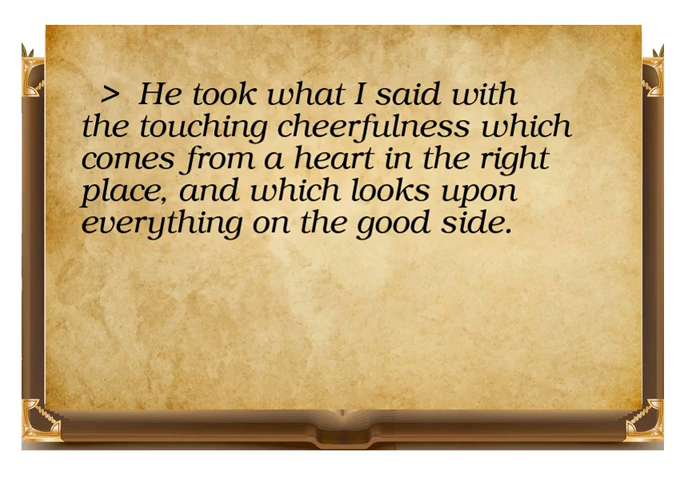 > He took what I said with
the touching cheerfulness which
comes from a heart in the right
place, and which looks upon
everything on the good side.